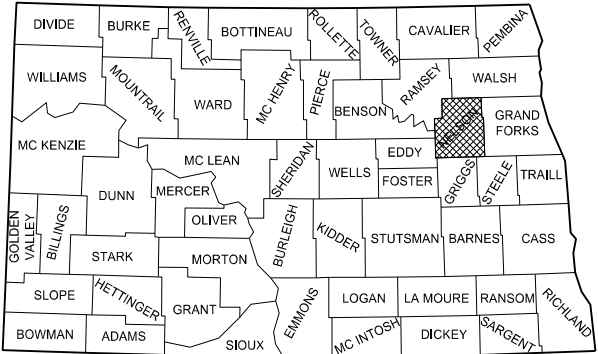 DIVIDE
BURKE
RENVILLE
BOTTINEAU
ROLLETTE
TOWNER
CAVALIER
PEMBINA
WILLIAMS
MOUNTRAIL
WARD
MC HENRY
PIERCE
BENSON
RAMSEY
WALSH
NELSON
GRAND
FORKS
MC KENZIE
MC LEAN
SHERIDAN
WELLS
EDDY
FOSTER
GRIGGS
STEELE
TRAILL
DUNN
MERCER
OLIVER
GOLDEN
VALLEY
BILLINGS
STARK
MORTON
BURLEIGH
KIDDER
STUTSMAN
BARNES
CASS
SLOPE
HETTINGER
GRANT
SIOUX
EMMONS
LOGAN
LA MOURE
RANSOM
RICHLAND
BOWMAN
ADAMS
MC INTOSH
DICKEY
SARGENT